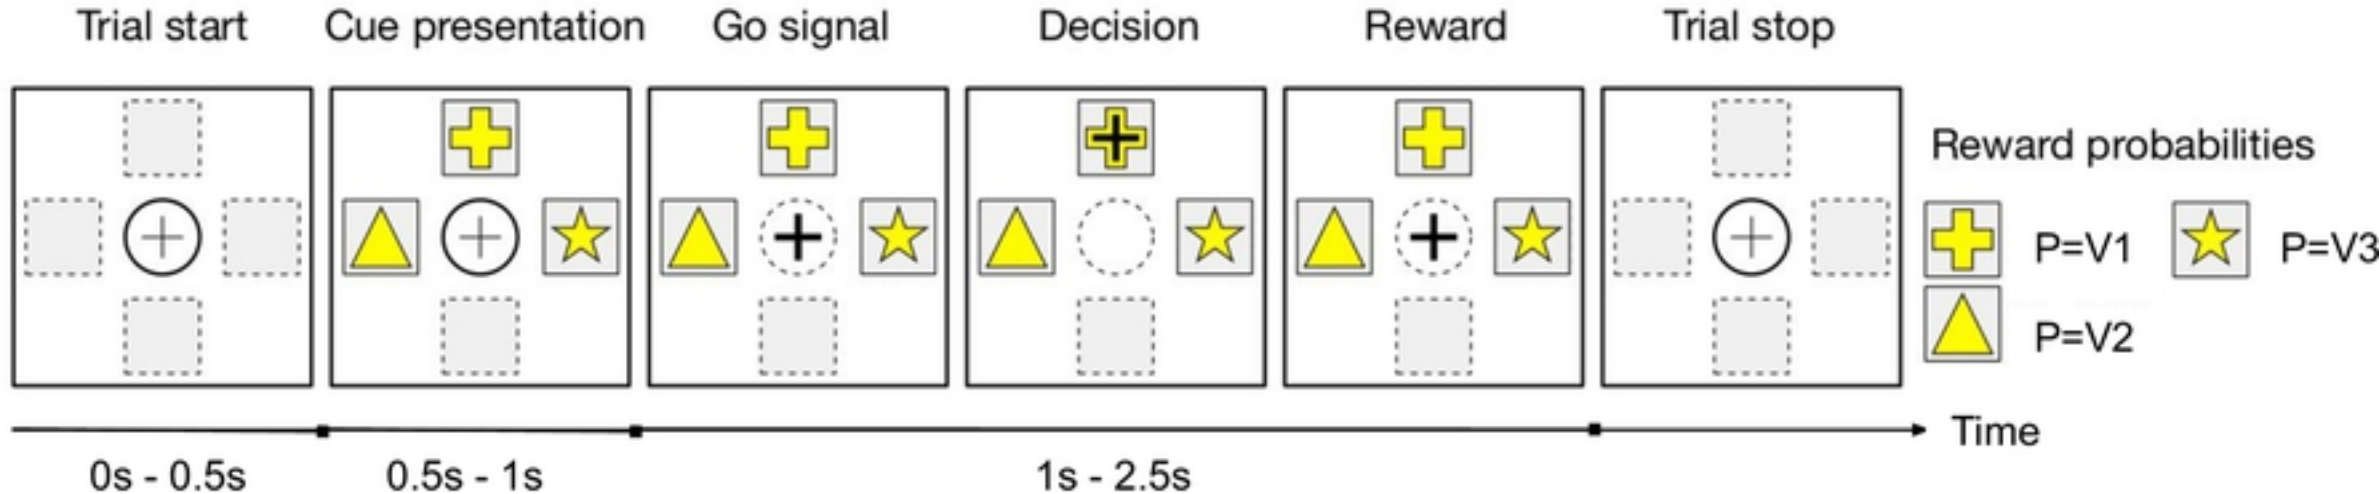 Trial start
Cue presentation
Go signal
Decision
Reward
Trial stop
Reward probabilities
P=V1
P=V3
P=V2
Time
0s - 0.5s
0.5s - 1s
1s - 2.5s